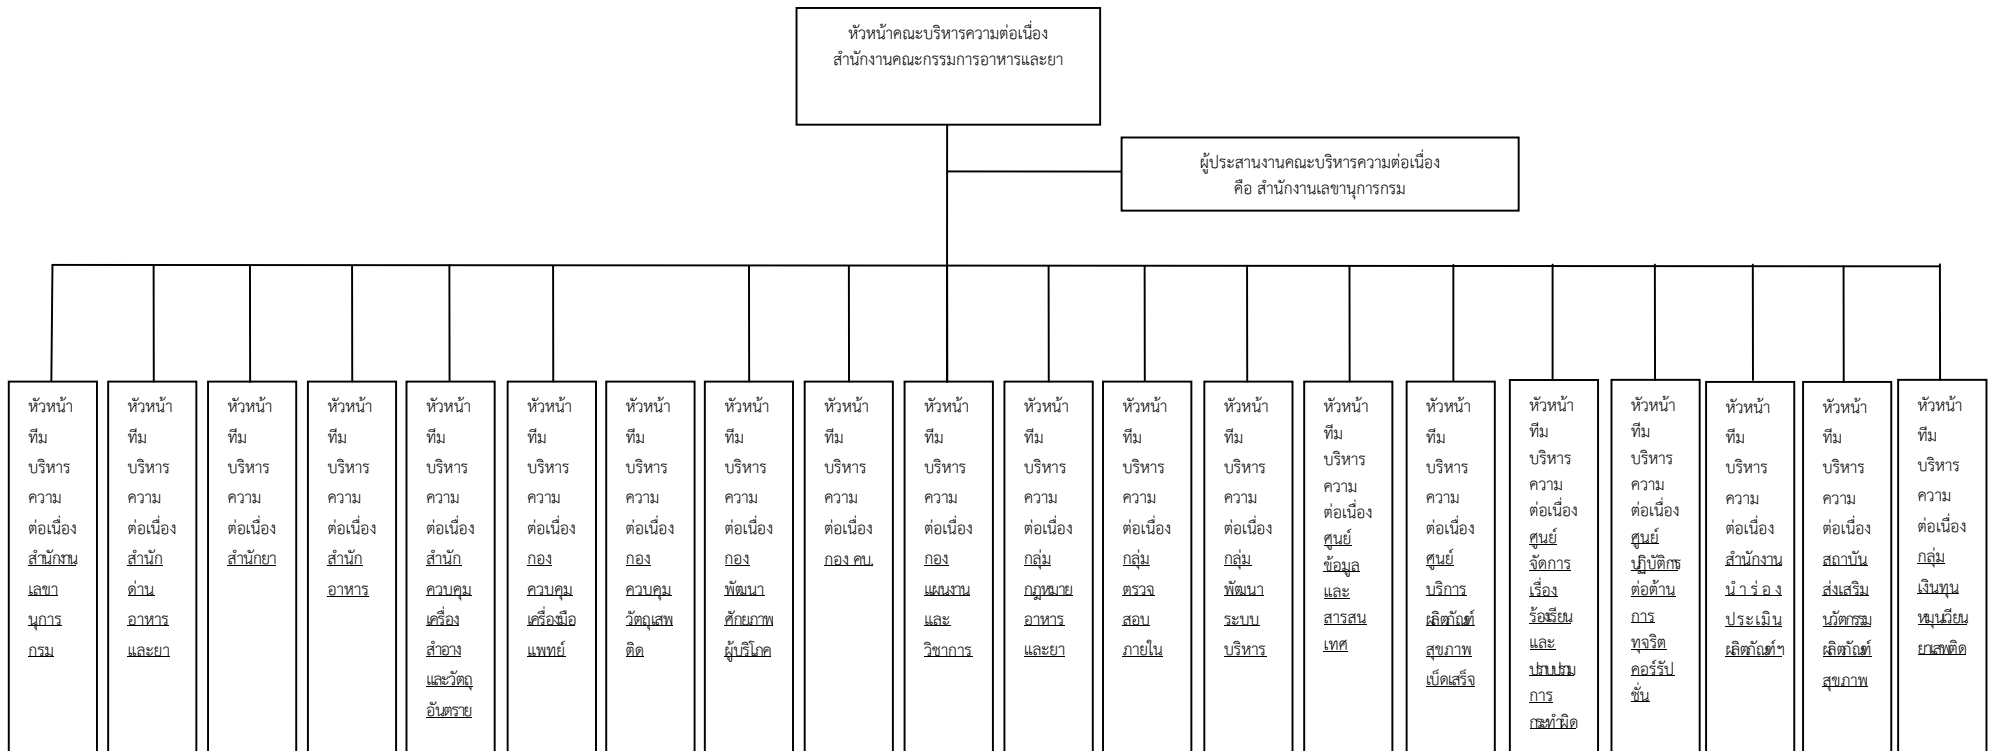 หัวหน้าคณะบริหารความต่อเนื่อง
สำนักงานคณะกรรมการอาหารและยา
ผู้ประสานงานคณะบริหารความต่อเนื่อง
คือ สำนักงานเลขานุการกรม
หัวหน้า
ทีม
บริหาร
ความ
ต่อเนื่อง
สำนักงาน
เลขา
นุการ
กรม
หัวหน้า
ทีม
บริหาร
ความ
ต่อเนื่อง
สำนัก
ด่าน
อาหาร
และยา
หัวหน้า
ทีม
บริหาร
ความ
ต่อเนื่อง
สำนักยา
หัวหน้า
ทีม
บริหาร
ความ
ต่อเนื่อง
สำนัก
อาหาร
หัวหน้า
ทีม
บริหาร
ความ
ต่อเนื่อง
สำนัก
ควบคุม
เครื่อง
สำอาง
และวัตถุ
อันตราย
หัวหน้า
ทีม
บริหาร
ความ
ต่อเนื่อง
กอง
ควบคุม
เครื่องมือ
แพทย์
หัวหน้า
ทีม
บริหาร
ความ
ต่อเนื่อง
กอง
ควบคุม
วัตถุเสพ
ติด
หัวหน้า
ทีม
บริหาร
ความ
ต่อเนื่อง
กอง
พัฒนา
ศักยภาพ
ผู้บริโภค
หัวหน้า
ทีม
บริหาร
ความ
ต่อเนื่อง
กอง คบ.
หัวหน้า
ทีม
บริหาร
ความ
ต่อเนื่อง
กอง
แผนงาน
และ
วิชาการ
หัวหน้า
ทีม
บริหาร
ความ
ต่อเนื่อง
กลุ่ม
กฎหมาย
อาหาร
และยา
หัวหน้า
ทีม
บริหาร
ความ
ต่อเนื่อง
กลุ่ม
ตรวจ
สอบ
ภายใน
หัวหน้า
ทีม
บริหาร
ความ
ต่อเนื่อง
กลุ่ม
พัฒนา
ระบบ
บริหาร
หัวหน้า
ทีม
บริหาร
ความ
ต่อเนื่อง
ศูนย์
ข้อมูล
และ
สารสน
เทศ
หัวหน้า
ทีม
บริหาร
ความ
ต่อเนื่อง
ศูนย์
บริการ
ผลิตภัณฑ์
สุขภาพ
เบ็ดเสร็จ
หัวหน้า
ทีม
บริหาร
ความ
ต่อเนื่อง
ศูนย์
จัดการ
เรื่อง
ร้องเรียน
และ
ปราบปราม
การ
กระทำผิด
หัวหน้า
ทีม
บริหาร
ความ
ต่อเนื่อง
ศูนย์
ปฏิบัติการ
ต่อต้าน
การ
ทุจริต
คอร์รัป
ชั่น
หัวหน้า
ทีม
บริหาร
ความ
ต่อเนื่อง
สำนักงาน
นำร่อง
ประเมิน
ผลิตภัณฑ์ฯ
หัวหน้า
ทีม
บริหาร
ความ
ต่อเนื่อง
สถาบัน
ส่งเสริม
นวัตกรรม
ผลิตภัณฑ์
สุขภาพ
หัวหน้า
ทีม
บริหาร
ความ
ต่อเนื่อง
กลุ่ม
เงินทุน
หมุนเวียน
ยาเสพติด